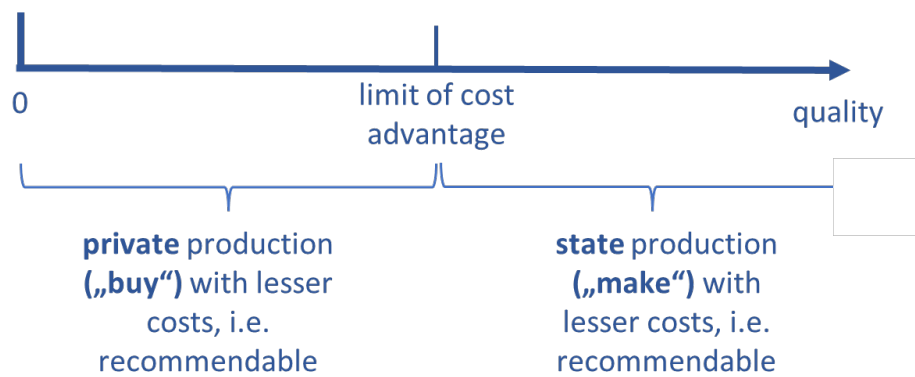 0
limit of cost
advantage
quality
private production
(„buy“) with lesser
costs, i.e.
recommendable
state production
(„make“) with
lesser costs, i.e.
recommendable